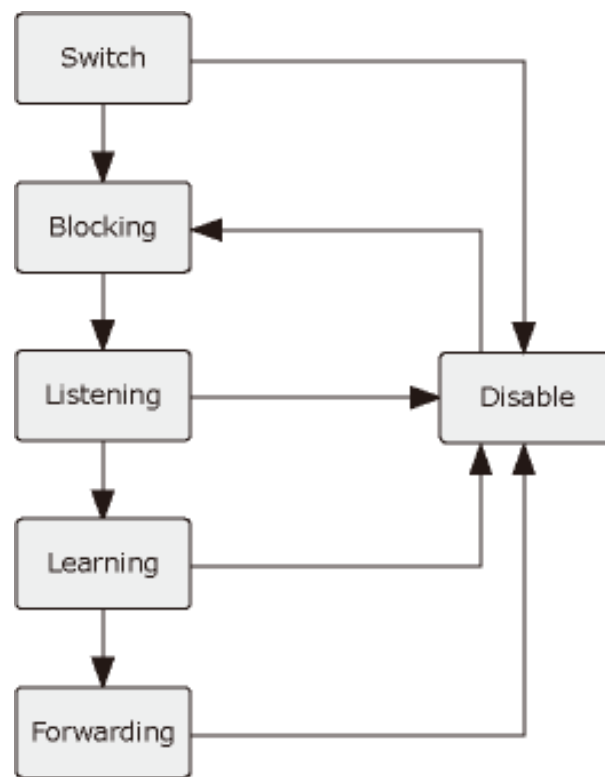 Switch
Blocking
Listening
Disable
Learning
Forwarding